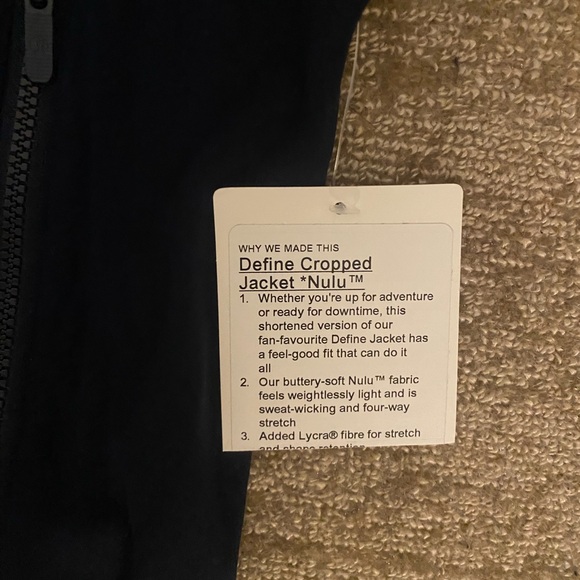 WHY WE MADE THIS
Define Cropped
Jacket *Nulu™
1. Whether you're up for adventure
or ready for downtime, this
shortened version of our
fan-favourite Define Jacket has
a feel-good fit that can do it
all
2. Our buttery-soft Nulu™ fabric
feels weightlessly light and is
sweat-wicking and four-way
stretch
3. Added Lycra® fibre for stretch
and shape retention